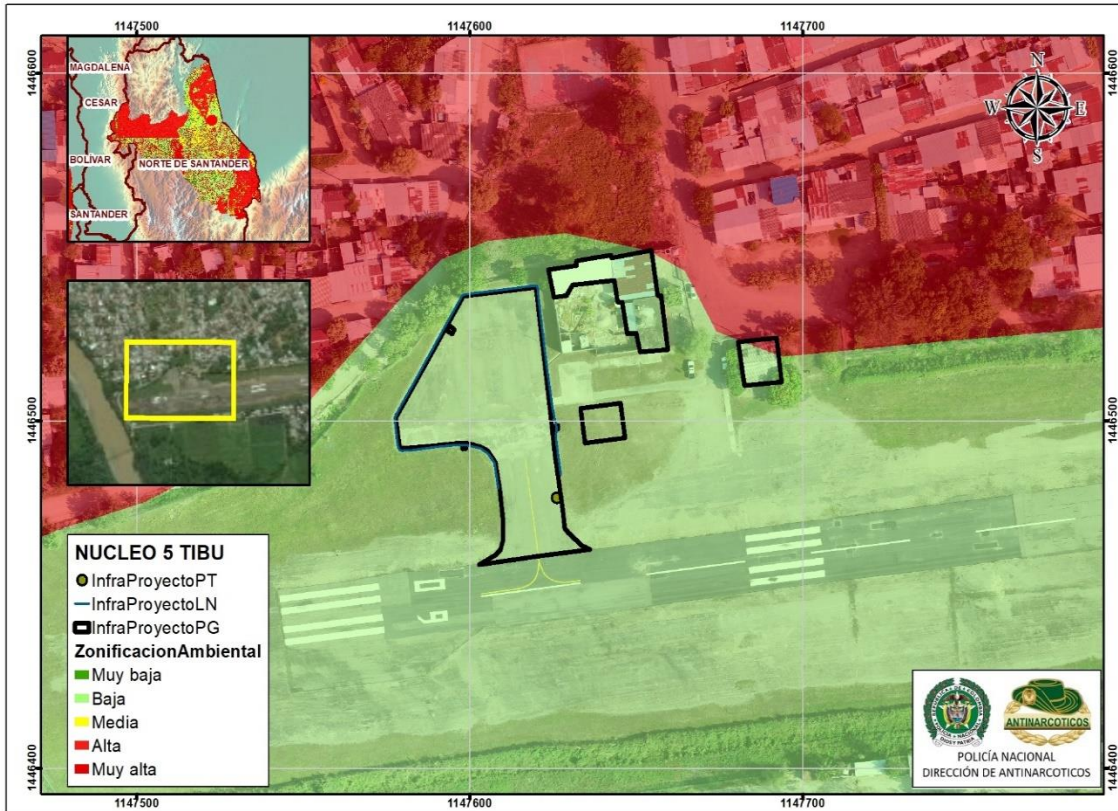 1147500
1147600
1147700
1446600
1446600
MAGDALENA
CESAR
BOLÍVAR
NORTE DE SANTANDER
SANTANDER
N
W
E
S
1446500
1446500
NUCLEO 5 TIBU
InfraProyectoPT
InfraProyectoLN
InfraProyectoPG
ZonificacionAmbiental
Muy baja
Baja
Media
Alta
Muy alta
ANTINARCOTICOS
POLICÍA NACIONAL
DIRECCIÓN DE ANTINARCOTICOS
1446400
1446400
1147500
1147600
1147700